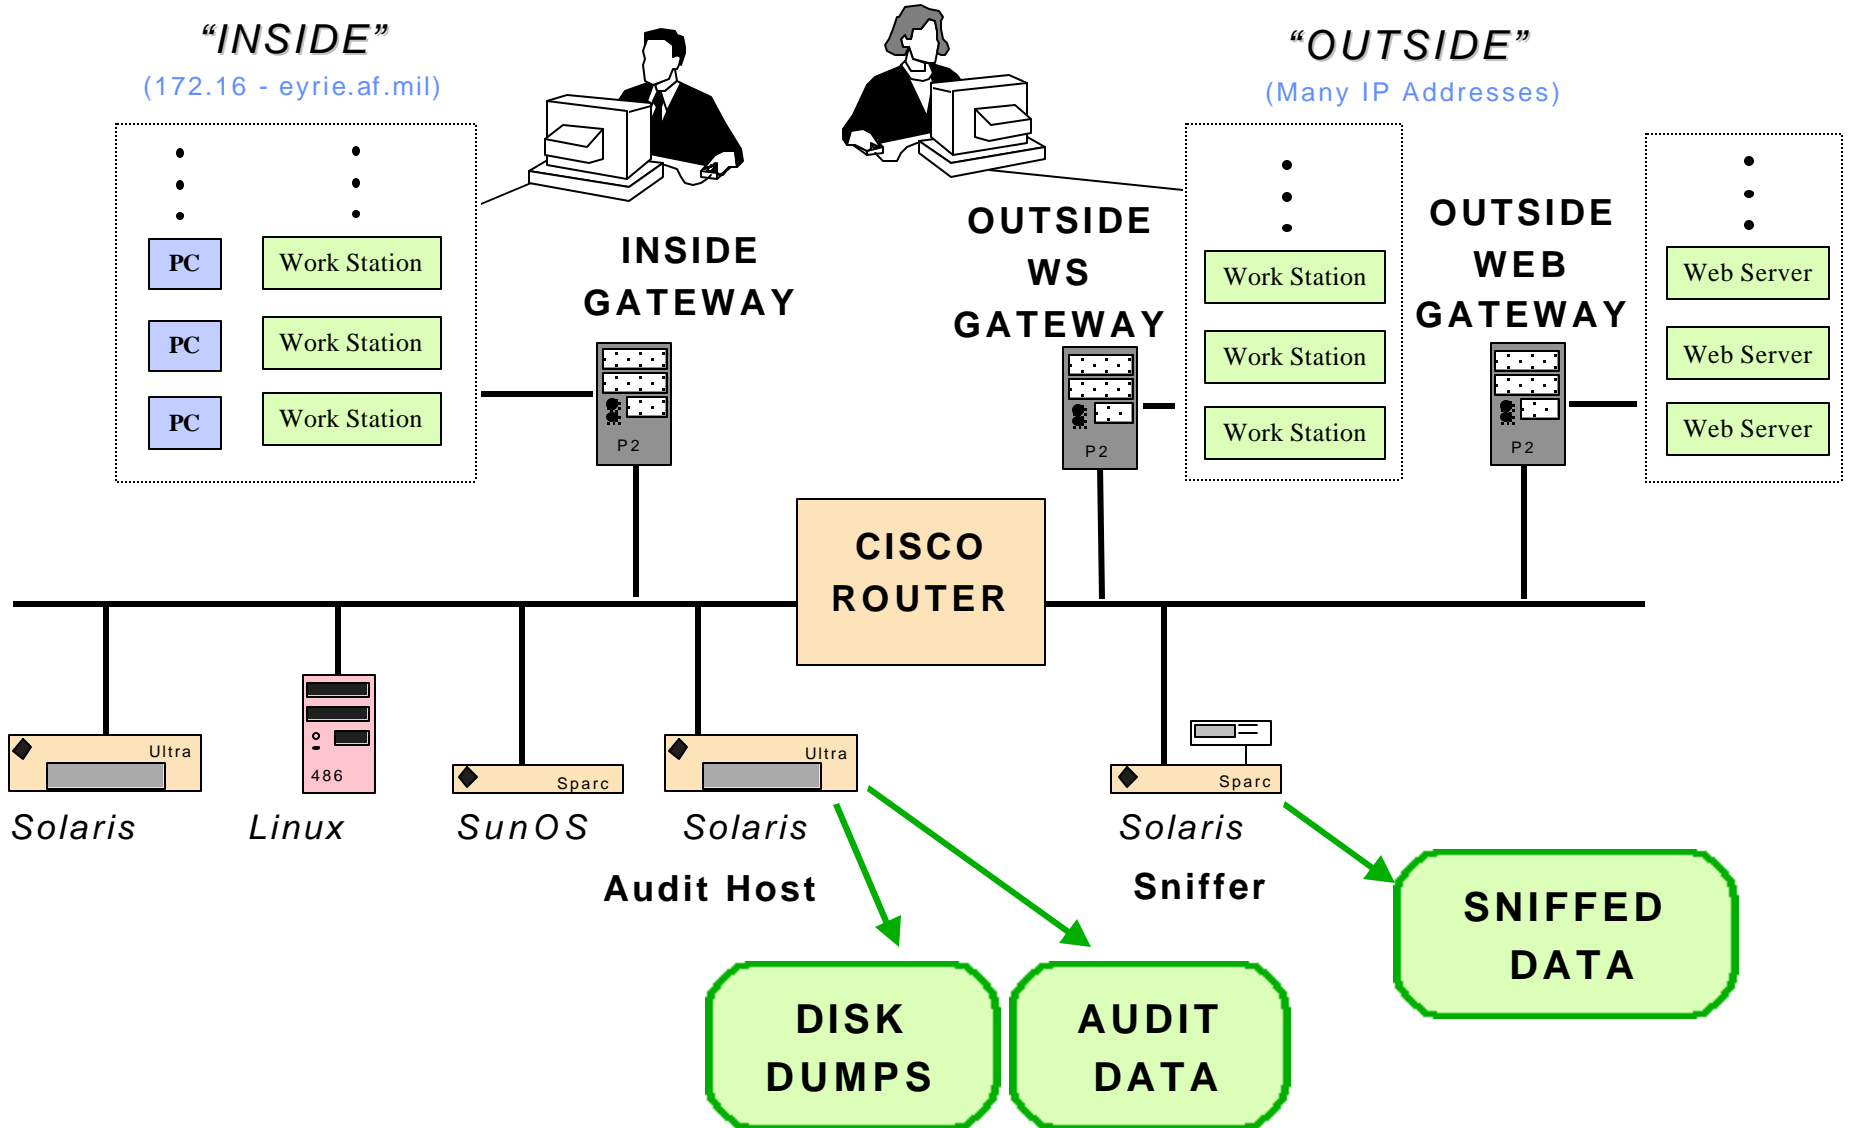 “INSIDE”
(172.16 - eyrie.af.mil)
“OUTSIDE”
(Many IP Addresses)
INSIDE
GATEWAY
OUTSIDE
WS
GATEWAY
OUTSIDE
WEB
GATEWAY
PC
Work Station
PC
Work Station
PC
Work Station
P2
Work Station
Work Station
Work Station
P2
Web Server
Web Server
Web Server
P2
CISCO
ROUTER
Ultra
486
Sparc
Ultra
Sparc
Solaris
Linux
SunOS
Solaris
Solaris
Audit Host
Sniffer
SNIFFED
DATA
DISK
DUMPS
AUDIT
DATA